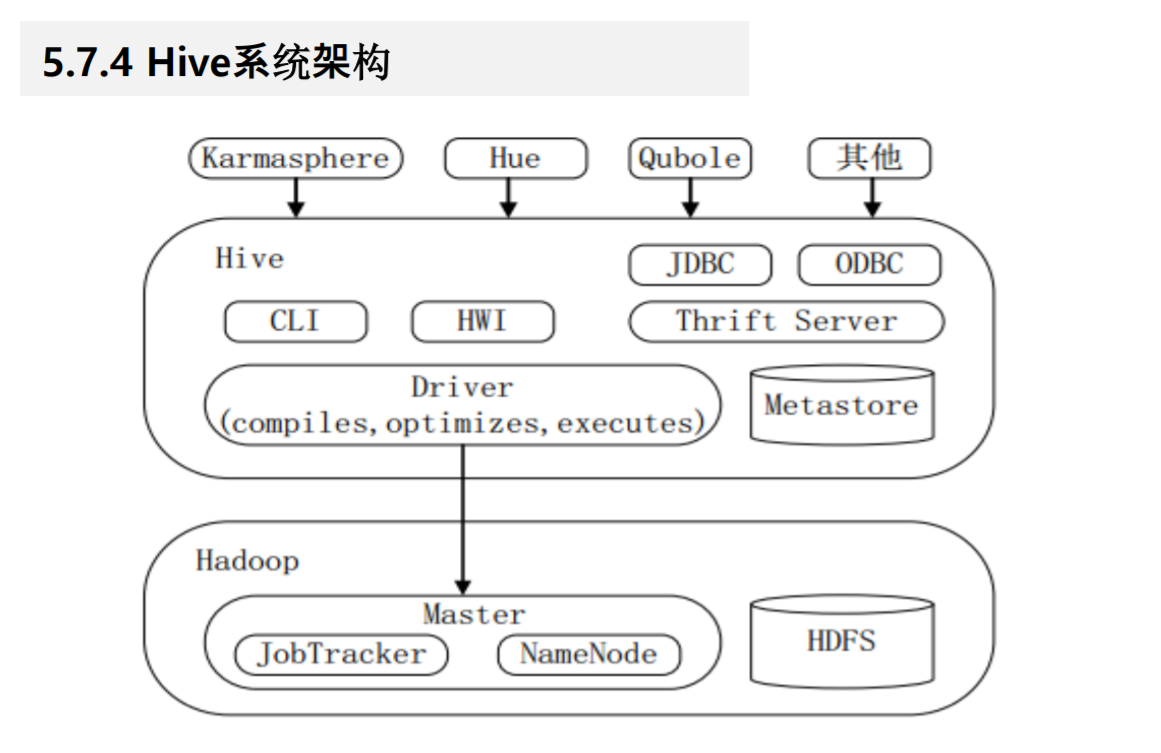 5.7.4 Hive系统架构
Karmasphere
Hue
Qubole
其他
Hive
JDBC
ODBC
CLI
HWI
Thrift Server
Driver
(compiles,optimizes,executes)
Metastore
Hadoop
Master
JobTracker
NameNode
HDFS